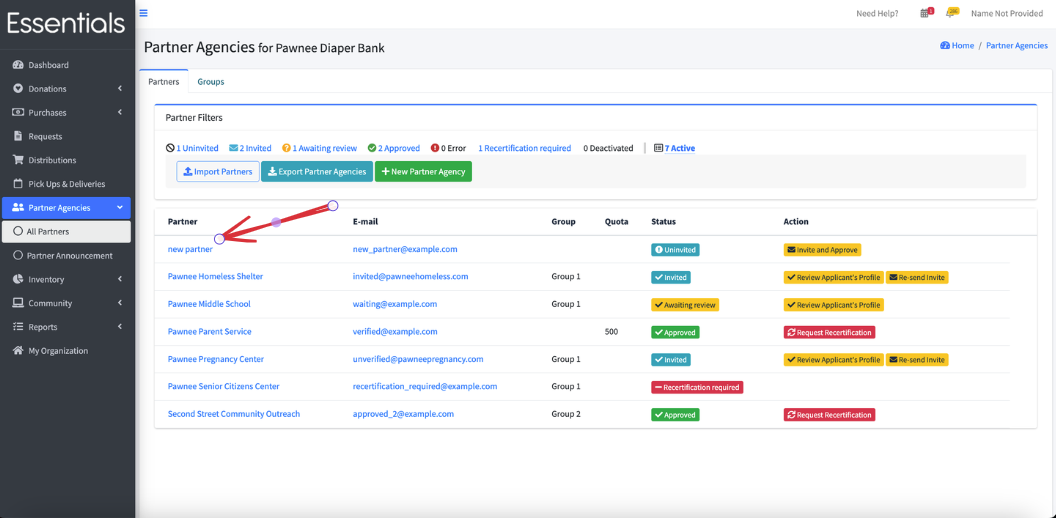 Essentials
Need Help? 1 Name Not Provided
Partner Agencies for Pawnee Diaper Bank
Home / Partner Agencies
Dashboard
Donations
Purchases
Requests
Distributions
Pick Ups & Deliveries
Partner Agencies
All Partners
Partner Announcement
Inventory
Community
Reports
My Organization
Partners Groups
Partner Filters
1 Uninvited 2 Invited 1 Awaiting review 2 Approved 0 Error 1 Recertification required 0 Deactivated | 7 Active
Import Partners Export Partner Agencies New Partner Agency
Partner E-mail Group Quota Status Action
new partner new_partner@example.com Uninvited Invite and Approve
Pawnee Homeless Shelter invited@pawneehomeless.com Group 1 Invited Review Applicant's Profile Re-send Invite
Pawnee Middle School waiting@example.com Group 1 Awaiting review Review Applicant's Profile
Pawnee Parent Service verified@example.com 500 Approved Request Recertification
Pawnee Pregnancy Center unverified@pawneepregnancy.com Group 1 Invited Review Applicant's Profile Re-send Invite
Pawnee Senior Citizens Center recertification_required@example.com Group 1 Recertification required
Second Street Community Outreach approved_2@example.com Group 2 Approved Request Recertification